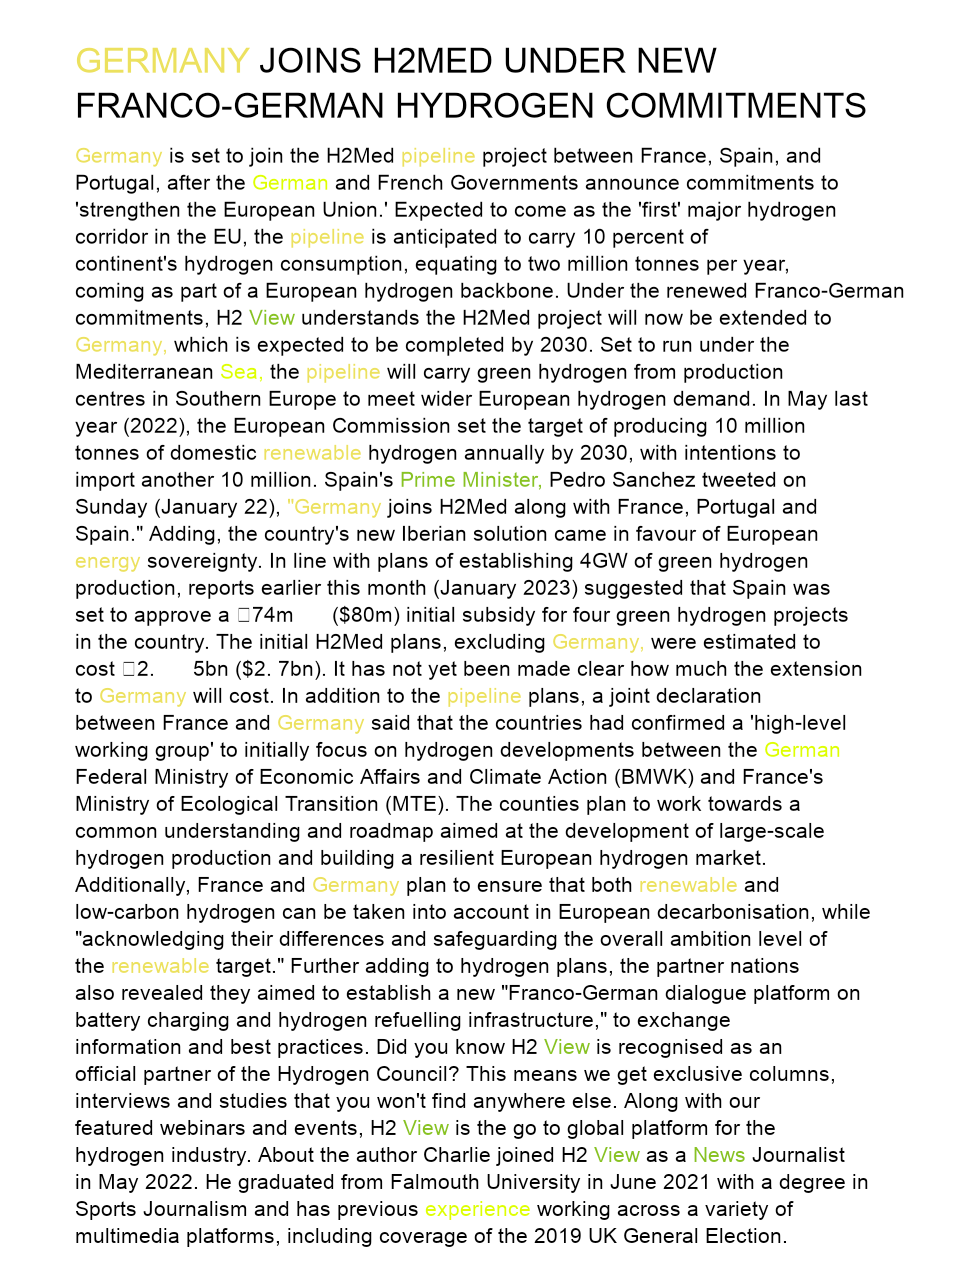 GERMANY JOINS H2MED UNDER NEW
FRANCO-GERMAN HYDROGEN COMMITMENTS
Germany is set to join the H2Med pipeline project between France, Spain, and
Portugal, after the German and French Governments announce commitments to
'strengthen the European Union.' Expected to come as the 'first' major hydrogen
corridor in the EU, the pipeline is anticipated to carry 10 percent of
continent's hydrogen consumption, equating to two million tonnes per year,
coming as part of a European hydrogen backbone. Under the renewed Franco-German
commitments, H2 View understands the H2Med project will now be extended to
Germany, which is expected to be completed by 2030. Set to run under the
Mediterranean Sea, the pipeline will carry green hydrogen from production
centres in Southern Europe to meet wider European hydrogen demand. In May last
year (2022), the European Commission set the target of producing 10 million
tonnes of domestic renewable hydrogen annually by 2030, with intentions to
import another 10 million. Spain's Prime Minister, Pedro Sanchez tweeted on
Sunday (January 22), "Germany joins H2Med along with France, Portugal and
Spain." Adding, the country's new Iberian solution came in favour of European
energy sovereignty. In line with plans of establishing 4GW of green hydrogen
production, reports earlier this month (January 2023) suggested that Spain was
set to approve a □74m ($80m) initial subsidy for four green hydrogen projects
in the country. The initial H2Med plans, excluding Germany, were estimated to
cost □2. 5bn ($2. 7bn). It has not yet been made clear how much the extension
to Germany will cost. In addition to the pipeline plans, a joint declaration
between France and Germany said that the countries had confirmed a 'high-level
working group' to initially focus on hydrogen developments between the German
Federal Ministry of Economic Affairs and Climate Action (BMWK) and France's
Ministry of Ecological Transition (MTE). The counties plan to work towards a
common understanding and roadmap aimed at the development of large-scale
hydrogen production and building a resilient European hydrogen market.
Additionally, France and Germany plan to ensure that both renewable and
low-carbon hydrogen can be taken into account in European decarbonisation, while
"acknowledging their differences and safeguarding the overall ambition level of
the renewable target." Further adding to hydrogen plans, the partner nations
also revealed they aimed to establish a new "Franco-German dialogue platform on
battery charging and hydrogen refuelling infrastructure," to exchange
information and best practices. Did you know H2 View is recognised as an
official partner of the Hydrogen Council? This means we get exclusive columns,
interviews and studies that you won't find anywhere else. Along with our
featured webinars and events, H2 View is the go to global platform for the
hydrogen industry. About the author Charlie joined H2 View as a News Journalist
in May 2022. He graduated from Falmouth University in June 2021 with a degree in
Sports Journalism and has previous experience working across a variety of
multimedia platforms, including coverage of the 2019 UK General Election.